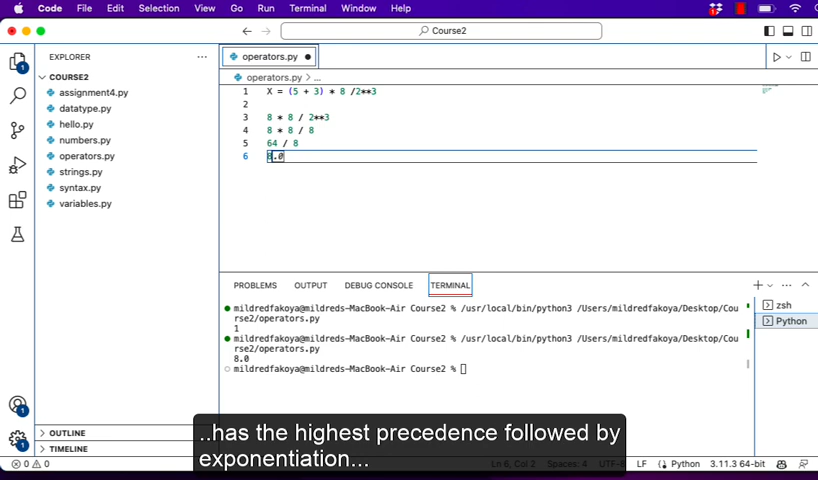 Code File Edit Selection View Go Run Terminal Window Help
Course2
EXPLORER
operators.py
COURSE2
operators.py > ...
assignment4.py
datatype.py
hello.py
numbers.py
operators.py
strings.py
syntax.py
variables.py
1 X = (5 + 3) * 8 /2**3
2
3 8 * 8 / 2**3
4 8 * 8 / 8
5 64 / 8
6 8.0
PROBLEMS OUTPUT DEBUG CONSOLE TERMINAL
mildredfakoya@mildreds-MacBook-Air Course2 % /usr/local/bin/python3 /Users/mildredfakoya/Desktop/Cou
rse2/operators.py
1
mildredfakoya@mildreds-MacBook-Air Course2 % /usr/local/bin/python3 /Users/mildredfakoya/Desktop/Cou
rse2/operators.py
8.0
mildredfakoya@mildreds-MacBook-Air Course2 %
zsh
Python
1
1
OUTLINE
TIMELINE
..has the highest precedence followed by
exponentiation...
0 0 Ln 6, Col 2 Spaces: 4 UTF-8 LF Python 3.11.3 64-bit